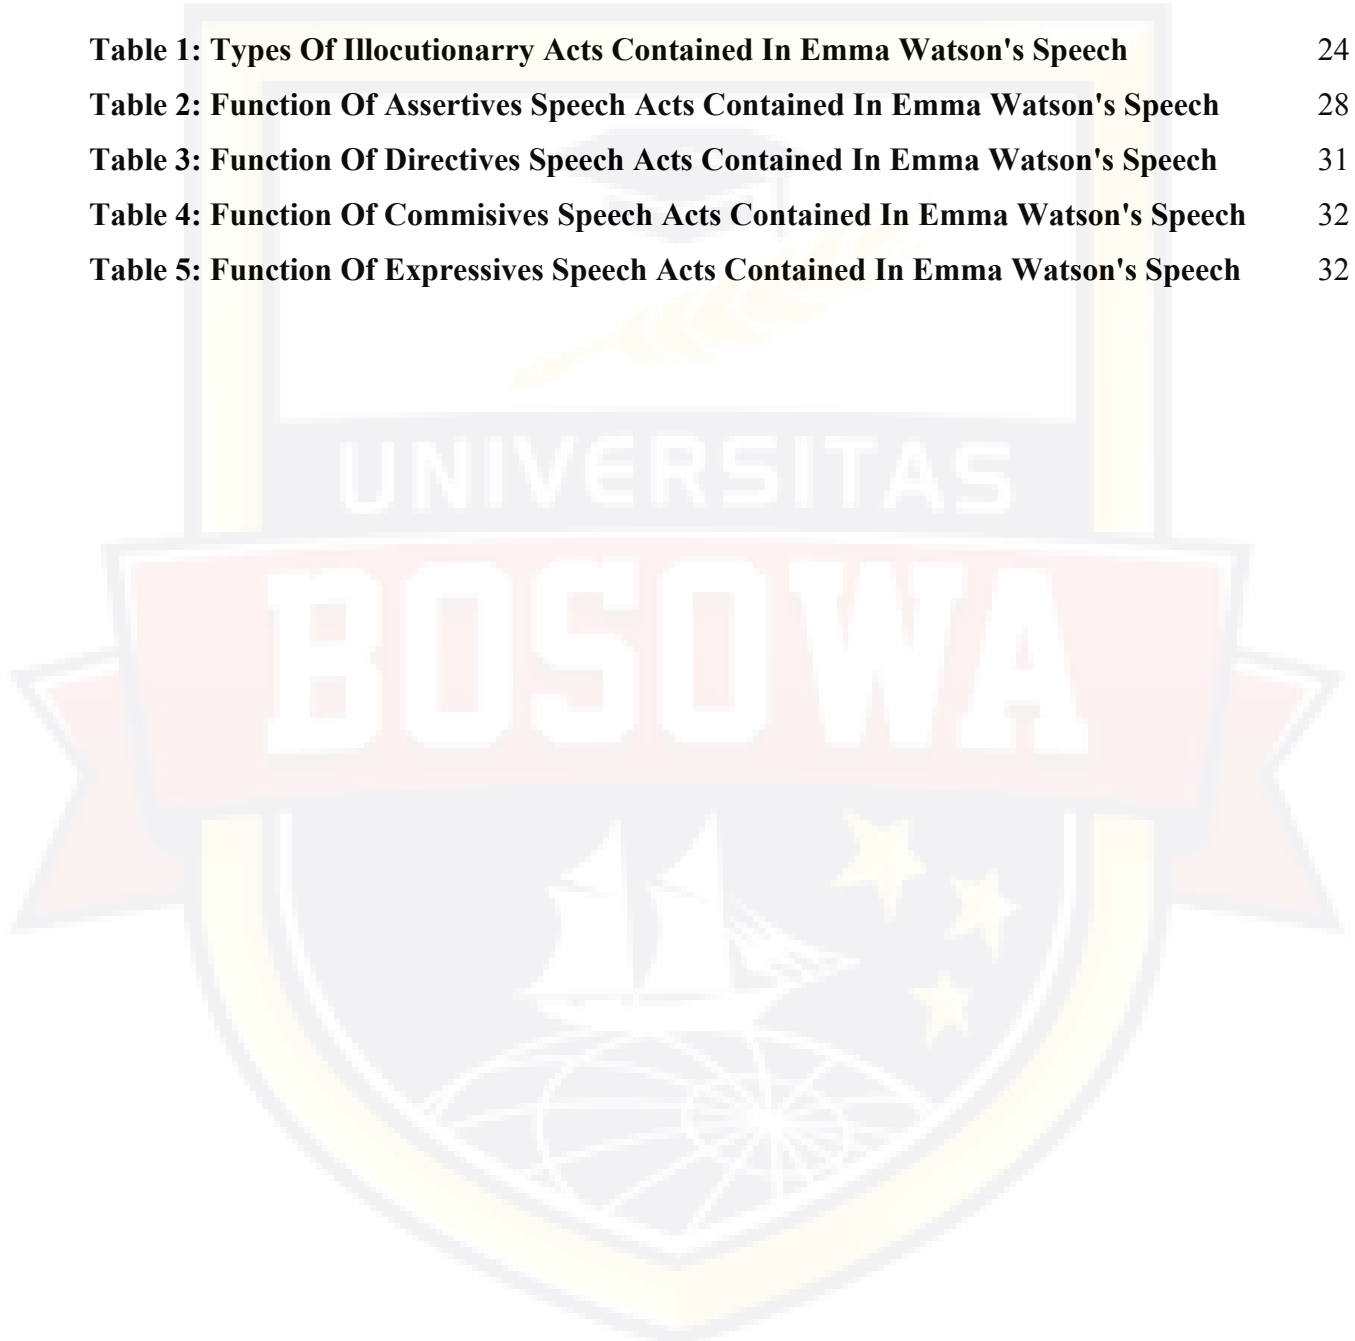 Table 1: Types Of Illocutionarry Acts Contained In Emma Watson's Speech 24
Table 2: Function Of Assertives Speech Acts Contained In Emma Watson's Speech 28
Table 3: Function Of Directives Speech Acts Contained In Emma Watson's Speech 31
Table 4: Function Of Commisives Speech Acts Contained In Emma Watson's Speech 32
Table 5: Function Of Expressives Speech Acts Contained In Emma Watson's Speech 32
UNIVERSITAS
BOSOWA